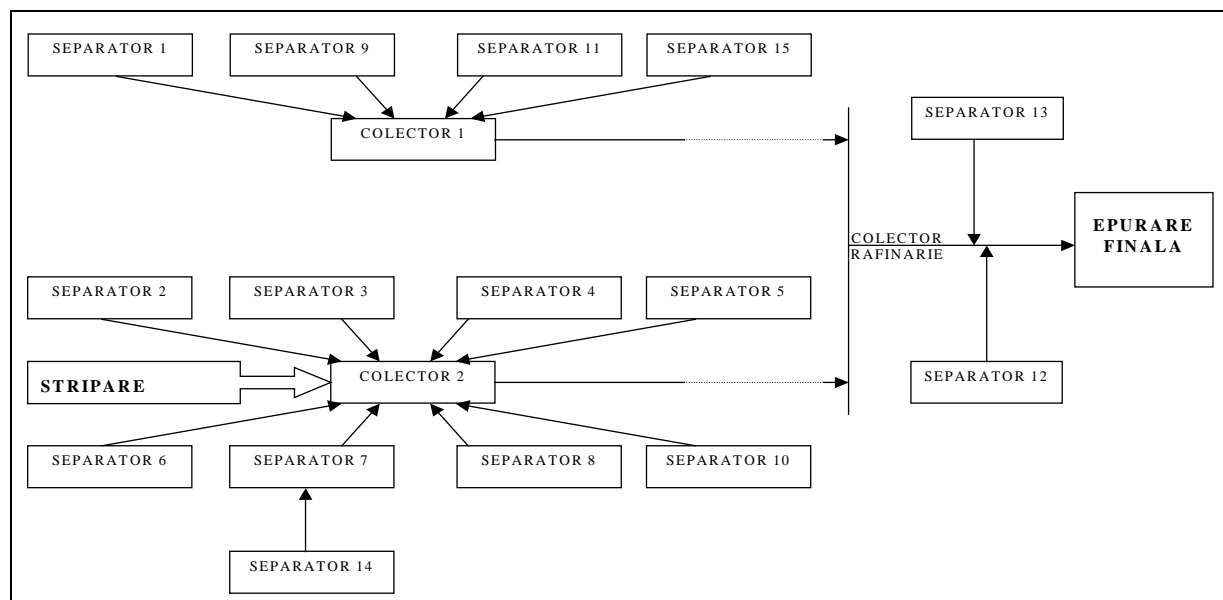 SEPARATOR 1
SEPARATOR 9
SEPARATOR 11
SEPARATOR 15
COLECTOR 1
SEPARATOR 13
COLECTOR
RAFINARIE
EPURARE
FINALA
SEPARATOR 2
SEPARATOR 3
SEPARATOR 4
SEPARATOR 5
STRIPARE
COLECTOR 2
SEPARATOR 12
SEPARATOR 6
SEPARATOR 7
SEPARATOR 8
SEPARATOR 10
SEPARATOR 14